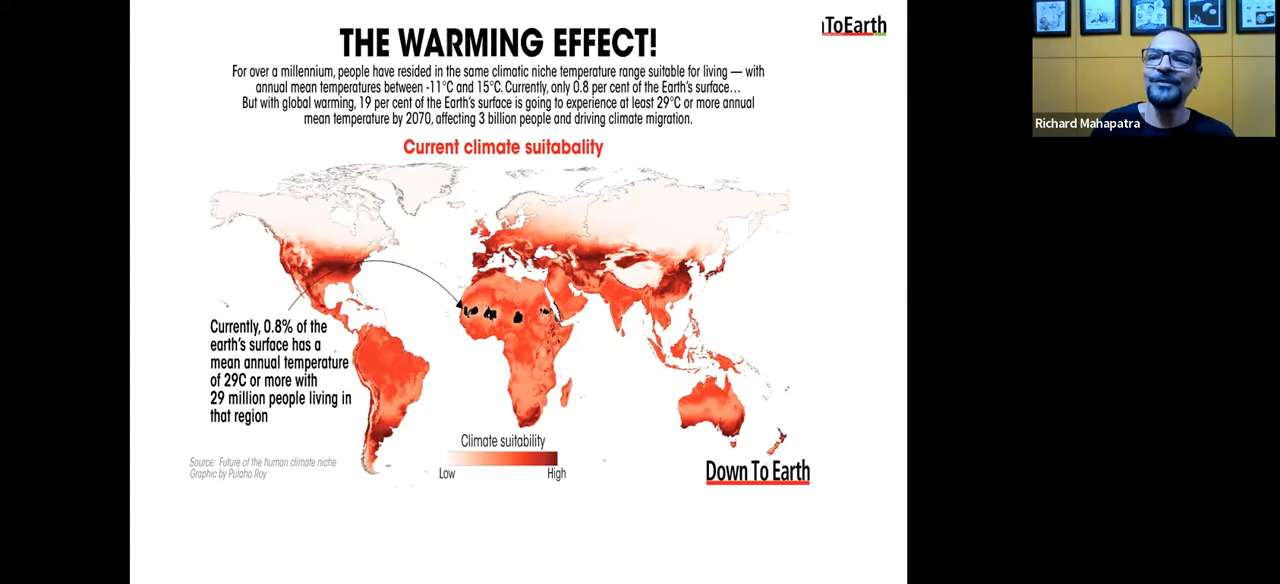 THE WARMING EFFECT!
For over a millennium, people have resided in the same climatic niche temperature range suitable for living — with
annual mean temperatures between -11°C and 15°C. Currently, only 0.8 per cent of the Earth's surface...
But with global warming, 19 per cent of the Earth's surface is going to experience at least 29°C or more annual
mean temperature by 2070, affecting 3 billion people and driving climate migration.
ToEarth
Richard Mahapatra
Current climate suitabality
Currently, 0.8% of the
earth's surface has a
mean annual temperature
of 29C or more with
29 million people living in
that region
Climate suitability
Low
High
Source: Future of the human climate niche
Graphic by Pulaha Roy
Down To Earth